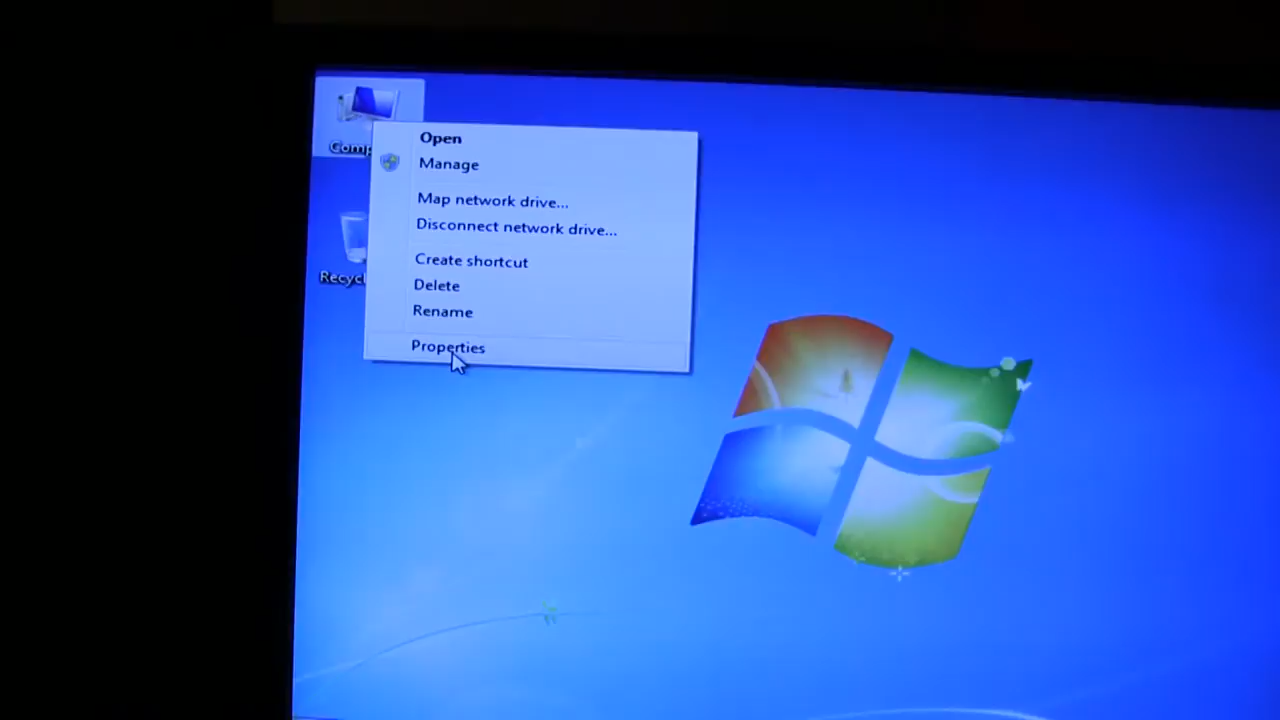 Open
Manage
Map network drive...
Disconnect network drive...
Create shortcut
Delete
Rename
Properties